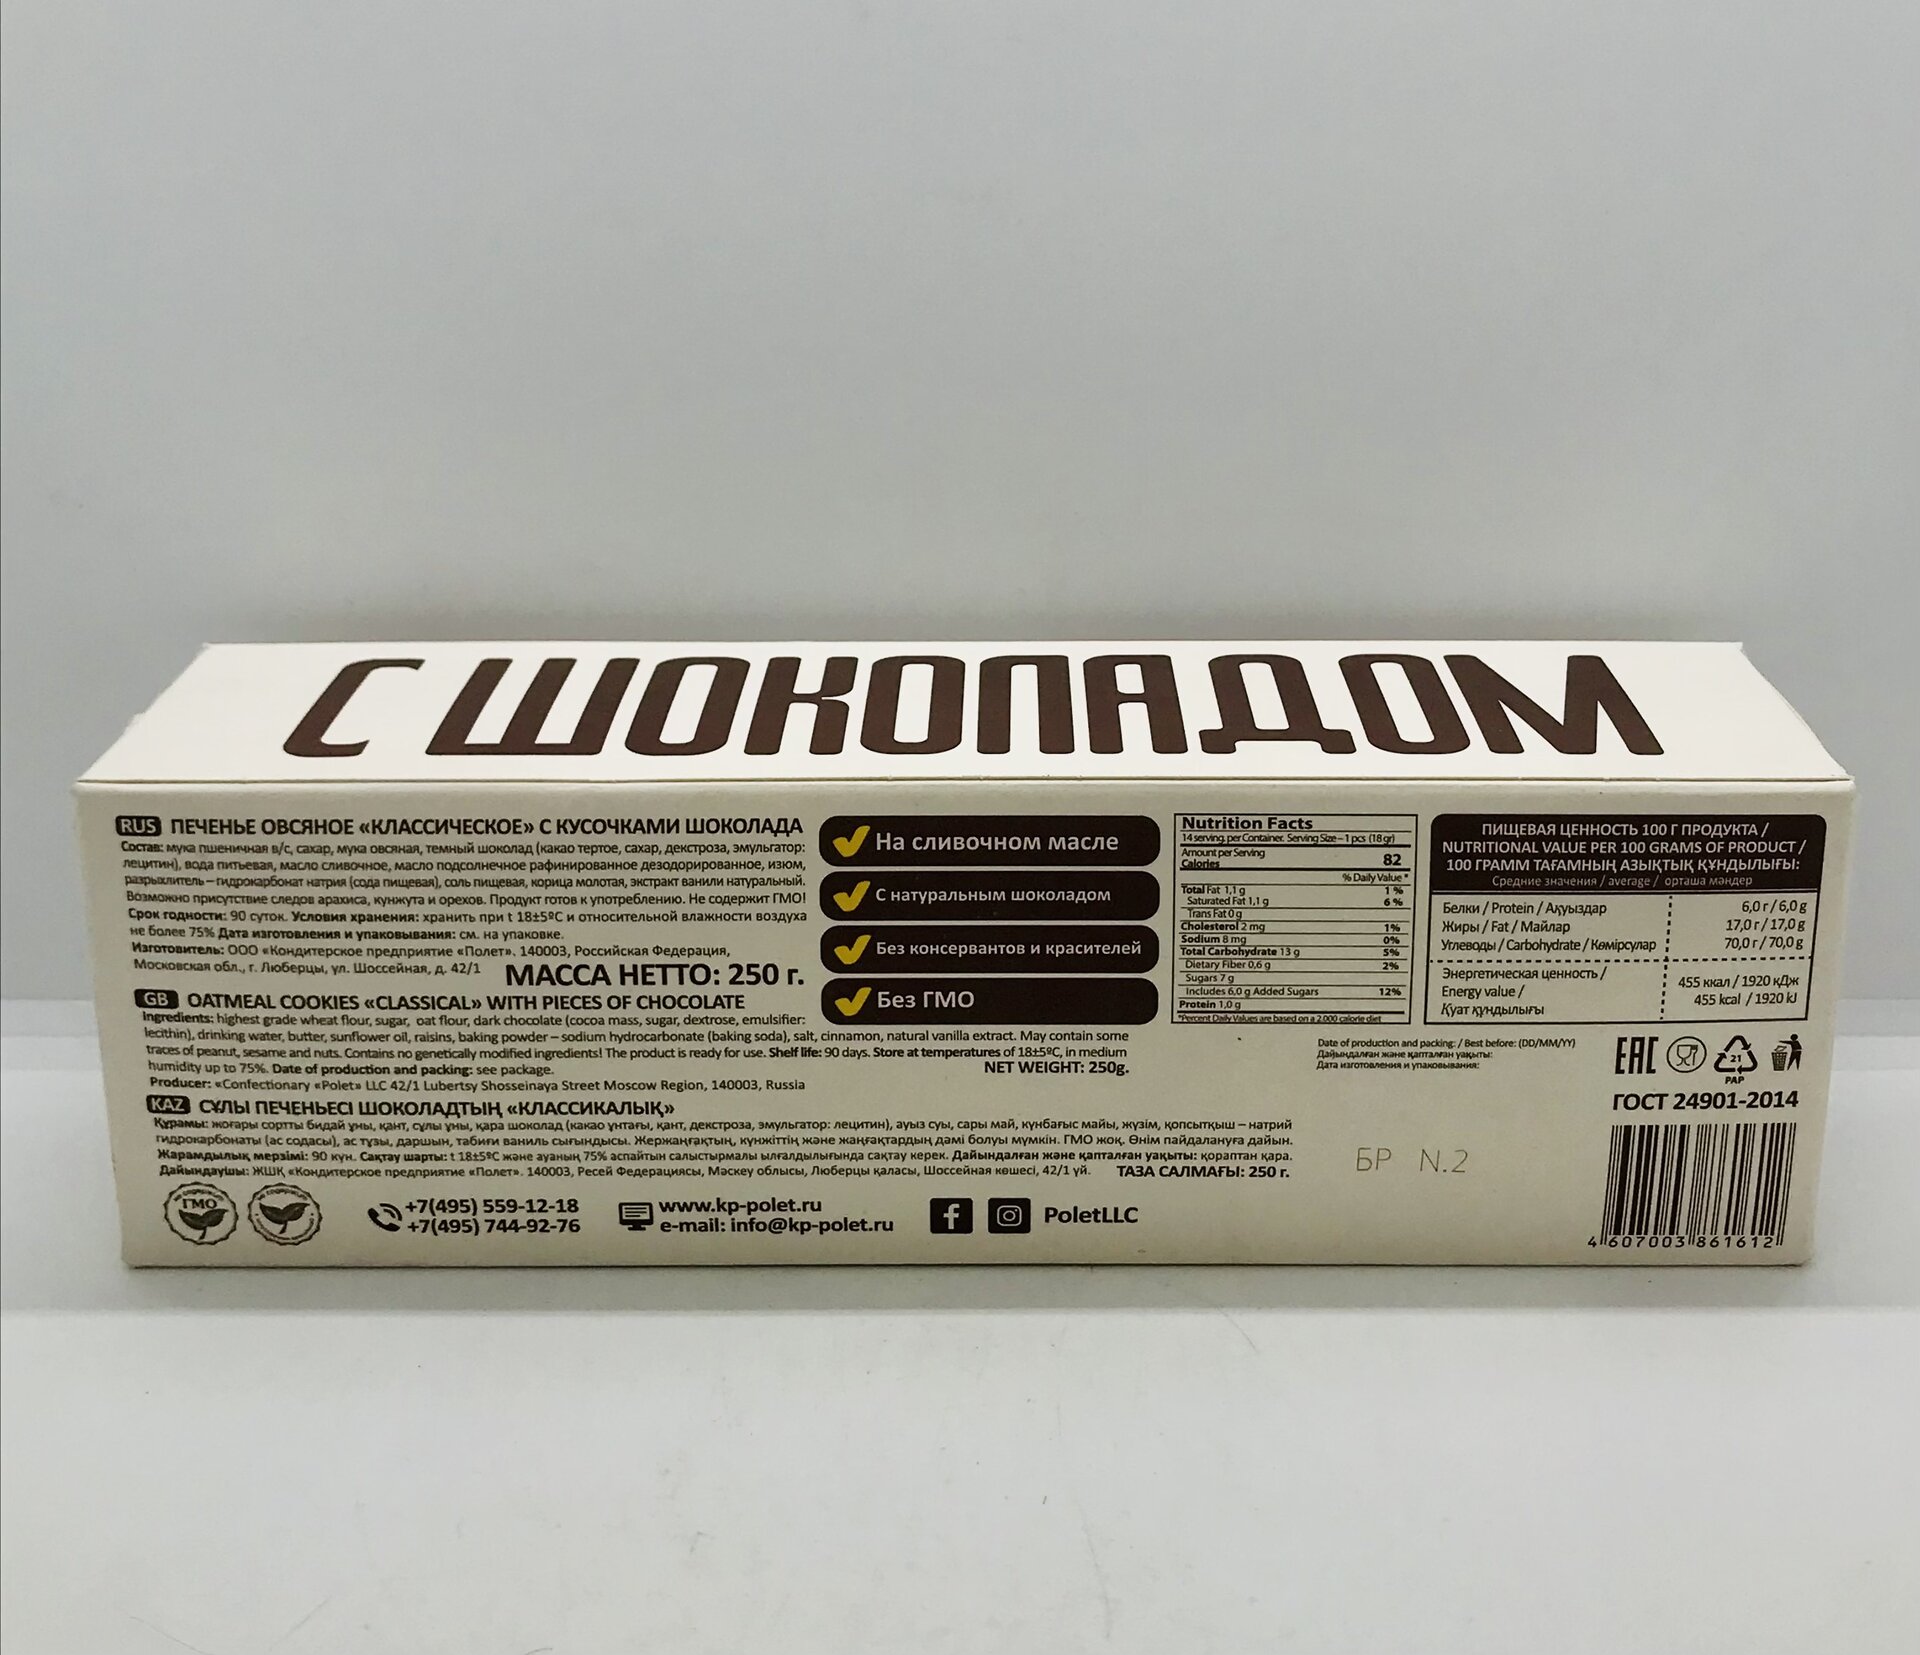 С ШОКОЛАДОМ
RUS ПЕЧЕНЬЕ ОВСЯНОЕ «КЛАССИЧЕСКОЕ» С КУСОЧКАМИ ШОКОЛАДА
Состав: мука пшеничная в/с, сахар, мука овсяная, темный шоколад (какао тертое, сахар, декстроза, эмульгатор:
лецитин), вода питьевая, масло сливочное, масло подсолнечное рафинированное дезодорированное, изюм,
разрыхлитель – гидрокарбонат натрия (сода пищевая), соль пищевая, корица молотая, экстракт ванили натуральный.
Возможно присутствие следов арахиса, кунжута и орехов. Продукт готов к употреблению. Не содержит ГМО!
Срок годности: 90 суток. Условия хранения: хранить при t 18±5ºС и относительной влажности воздуха
не более 75% Дата изготовления и упаковывания: см. на упаковке.
Изготовитель: ООО «Кондитерское предприятие «Полет». 140003, Российская Федерация,
Московская обл., г. Люберцы, ул. Шоссейная, д. 42/1
МАССА НЕТТО: 250 г.
GB OATMEAL COOKIES «CLASSICAL» WITH PIECES OF CHOCOLATE
Ingredients: highest grade wheat flour, sugar, oat flour, dark chocolate (cocoa mass, sugar, dextrose, emulsifier:
lecithin), drinking water, butter, sunflower oil, raisins, baking powder – sodium hydrocarbonate (baking soda), salt, cinnamon, natural vanilla extract. May contain some
traces of peanut, sesame and nuts. Contains no genetically modified ingredients! The product is ready for use. Shelf life: 90 days. Store at temperatures of 18±5ºC, in medium
humidity up to 75%. Date of production and packing: see package.
NET WEIGHT: 250g.
Producer: «Confectionary «Polet» LLC 42/1 Lubertsy Shosseinaya Street Moscow Region, 140003, Russia
KAZ СҰЛЫ ПЕЧЕНЬЕСІ ШОКОЛАДТЫҢ «КЛАССИКАЛЫҚ»
Құрамы: жоғары сортты бидай ұны, қант, сұлы ұны, қара шоколад (какао ұнтағы, қант, декстроза, эмульгатор: лецитин), ауыз суы, сары май, күнбағыс майы, жүзім, қопсытқыш – натрий
гидрокарбонаты (ас содасы), ас тұзы, даршын, табиғи ваниль сығындысы. Жержаңғақтың, күнжіттің және жаңғақтардың дәмі болуы мүмкін. ГМО жоқ. Өнім пайдалануға дайын.
Жарамдылық мерзімі: 90 күн. Сақтау шарты: t 18±5ºС және ауаның 75% аспайтын салыстырмалы ылғалдылығында сақтау керек. Дайындалған және қапталған уақыты: қораптан қара.
Дайындаушы: ЖШҚ «Кондитерское предприятие «Полет». 140003, Ресей Федерациясы, Мәскеу облысы, Люберцы қаласы, Шоссейная көшесі, 42/1 үй.
ТАЗА САЛМАҒЫ: 250 г.
ГМО
+7(495) 559-12-18
+7(495) 744-92-76
www.kp-polet.ru
e-mail: info@kp-polet.ru
PoletLLC
На сливочном масле
С натуральным шоколадом
Без консервантов и красителей
Без ГМО
Nutrition Facts
14 serving per Container. Serving Size – 1 pcs (18 gr)
Amount per Serving
Calories 82
% Daily Value *
Total Fat 1,1 g 1 %
Saturated Fat 1,1 g 6 %
Trans Fat 0 g
Cholesterol 2 mg 1%
Sodium 8 mg 0%
Total Carbohydrate 13 g 5%
Dietary Fiber 0,6 g 2%
Sugars 7 g
Includes 6,0 g Added Sugars 12%
Protein 1,0 g
*Percent Daily Values are based on a 2.000 calorie diet
ПИЩЕВАЯ ЦЕННОСТЬ 100 Г ПРОДУКТА /
NUTRITIONAL VALUE PER 100 GRAMS OF PRODUCT /
100 ГРАММ ТАҒАМНЫҢ АЗЫҚТЫҚ ҚҰНДЫЛЫҒЫ:
Средние значения / average / орташа мәндер
Белки / Protein / Ақуыздар 6,0 г / 6,0 g
Жиры / Fat / Майлар 17,0 г / 17,0 g
Углеводы / Carbohydrate / Көмірсулар 70,0 г / 70,0 g
Энергетическая ценность /
Energy value /
Қуат құндылығы
455 ккал / 1920 кДж
455 kcal / 1920 kJ
Date of production and packing: / Best before: (DD/MM/YY)
Дайындалған және қапталған уақыты:
Дата изготовления и упаковывания:
ЕАС
21
PAP
ГОСТ 24901-2014
БР N.2
4 607003 861612